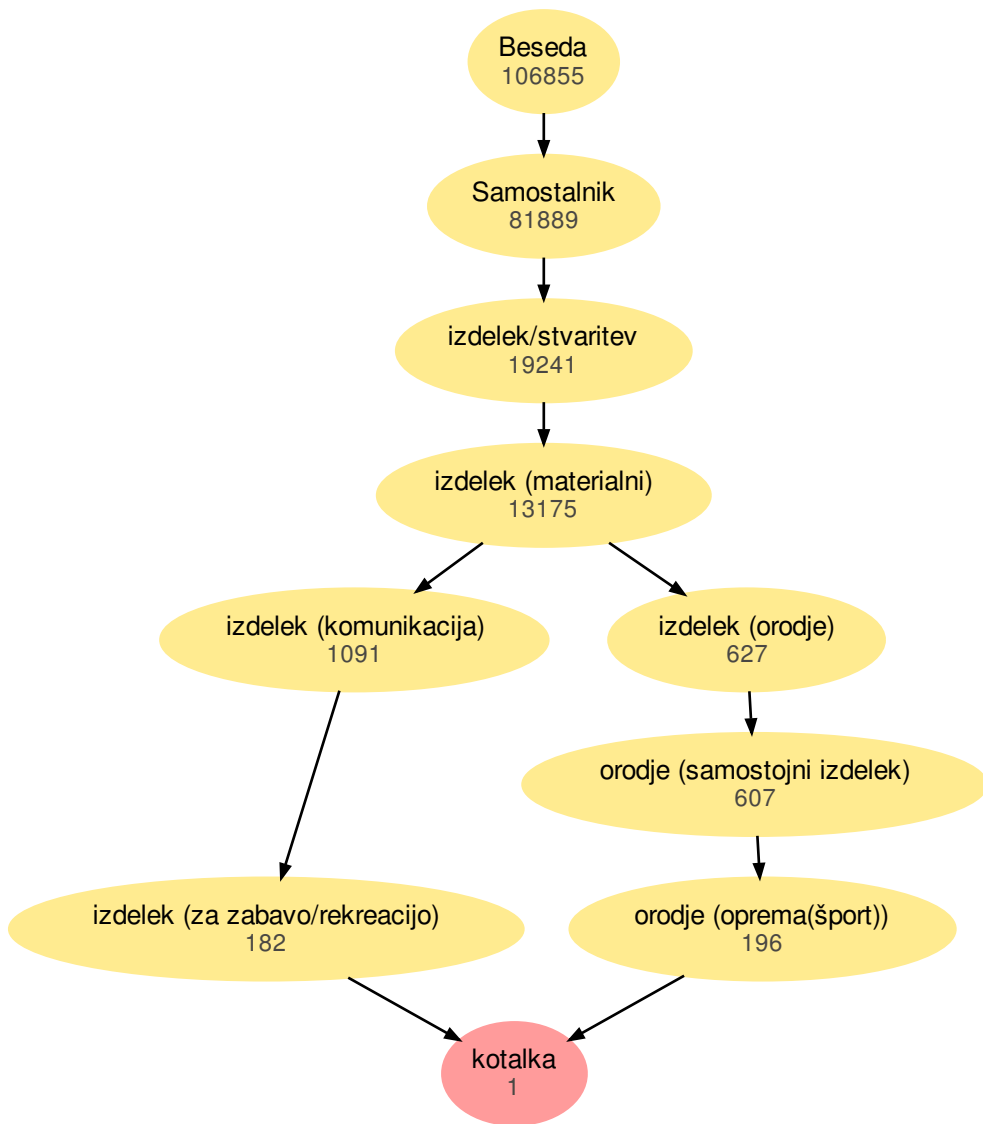 Beseda
106855
Samostalnik
81889
izdelek/stvaritev
19241
izdelek (materialni)
13175
izdelek (komunikacija)
1091
izdelek (orodje)
627
orodje (samostojni izdelek)
607
izdelek (za zabavo/rekreacijo)
182
orodje (oprema(šport))
196
kotalka
1